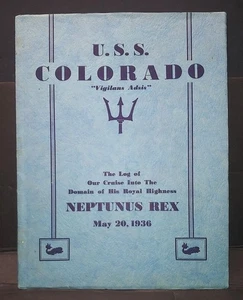 U. S. S.
COLORADO
"Vigilans Adsis"
The Log of
Our Cruise into The
Domain of His Royal Highness
NEPTUNUS REX
May 20, 1936